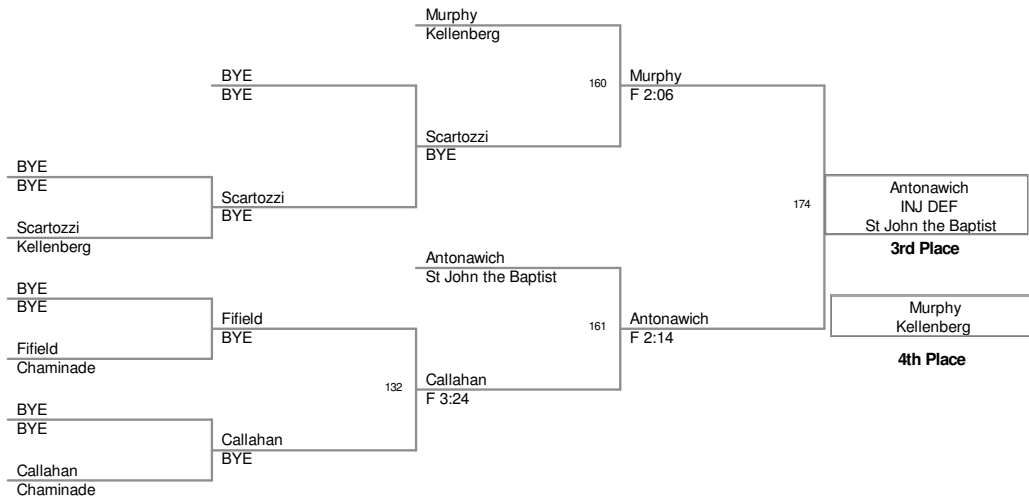 Murphy
Kellenberg
BYE
BYE
160
Murphy
F 2:06
Scartozzi
BYE
BYE
BYE
Scartozzi
BYE
174
Antonawich
INJ DEF
St John the Baptist
3rd Place
Scartozzi
Kellenberg
Antonawich
St John the Baptist
BYE
BYE
Fifield
BYE
161
Antonawich
F 2:14
Murphy
Kellenberg
4th Place
Fifield
Chaminade
132
Callahan
F 3:24
BYE
BYE
Callahan
BYE
Callahan
Chaminade